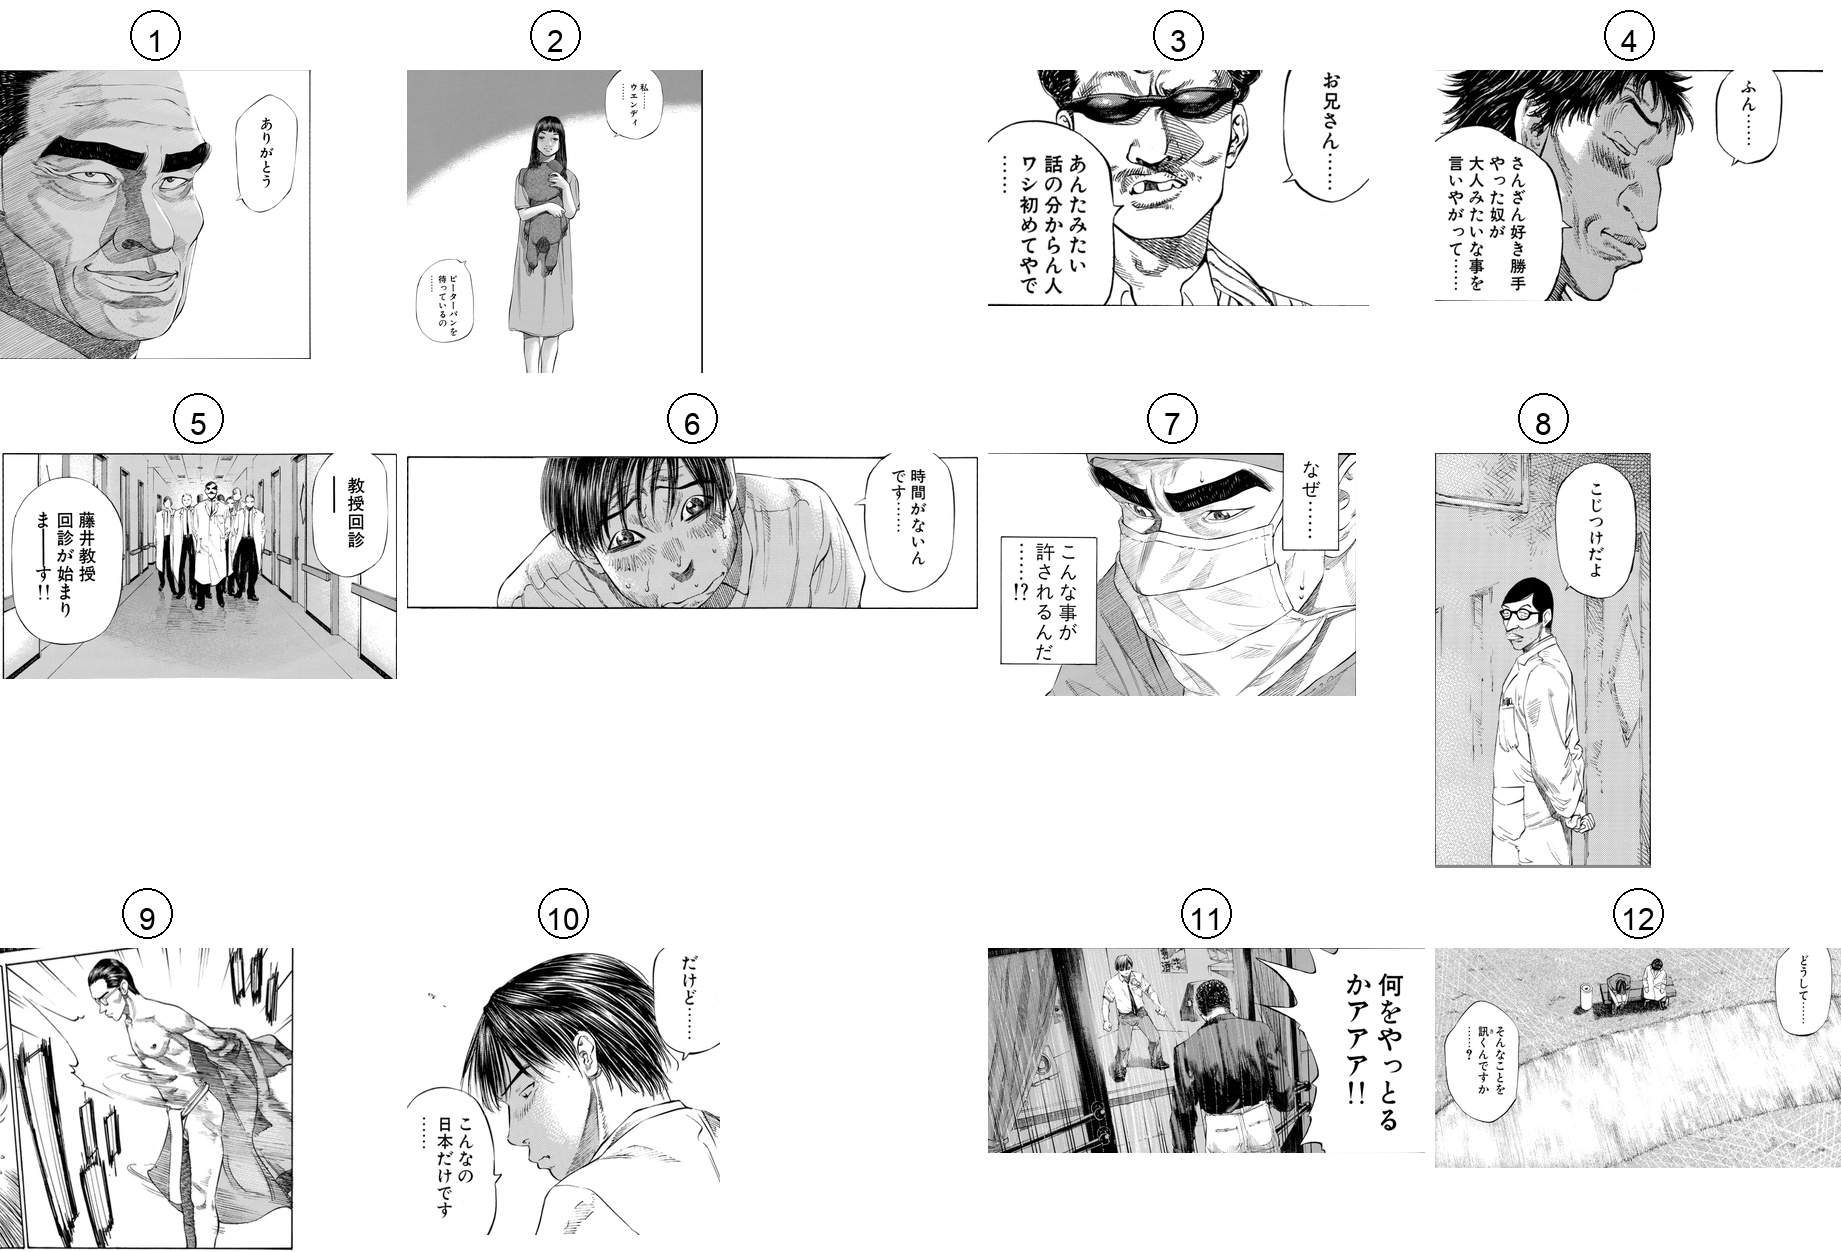 1
ありがとう
2
私……
ウェンディ
……
ピーターパンを
待っているの
……
3
お兄さん……
あんたみたい
話の分からん人
ワシ初めてやで
……
4
ふん……
さんざん好き勝手
やった奴が
大人みたいな事を
言いやがって……
5
教授回診
――
藤井教授
回診が始まり
ま――す!!
6
時間がないん
です……
7
なぜ……
こんな事が
許されるんだ
……!?
8
こじつけだよ
9
10
だけど……
こんなの
日本だけです
……
11
何をやっとる
かアアア!!
12
どうして…
そんなことを
訊くんですか
き
……?